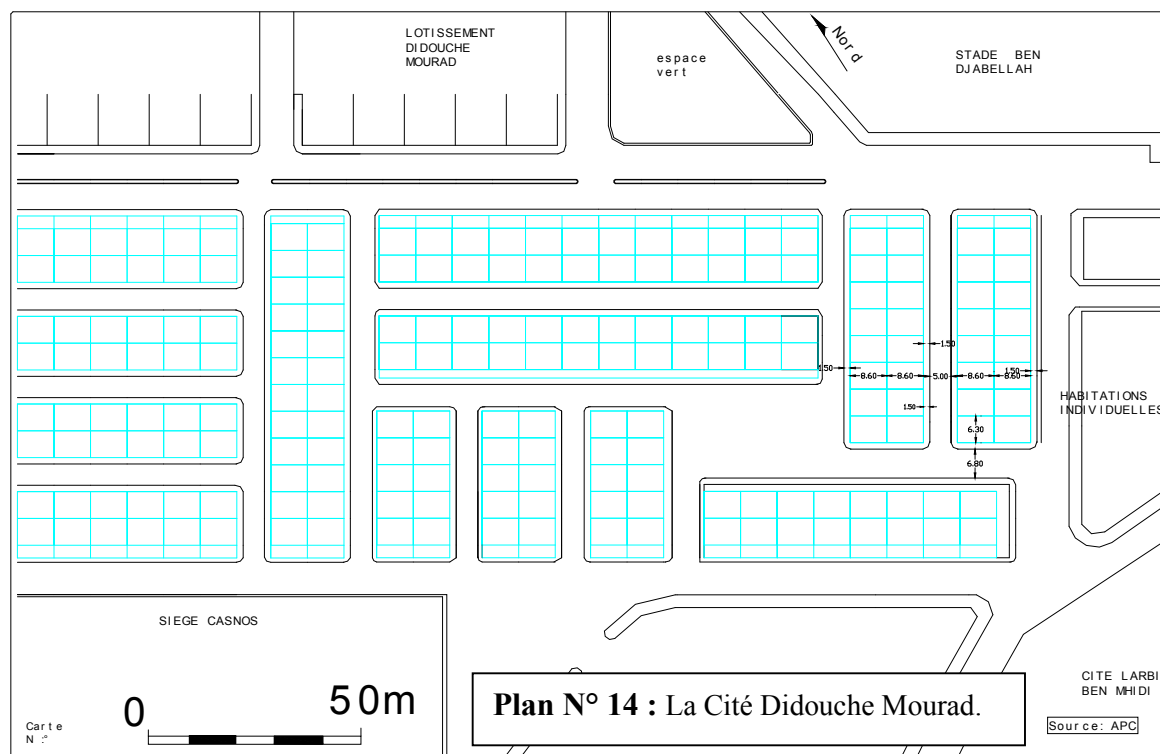 LOTISSEMENT
DIDOUCHE
MOURAD
espace
vert
Nord
STADE BEN
DJABELLAH
1.50
1.50
8.60
8.60
5.00
8.60
1.50
8.60
1.50
6.30
6.80
HABITATIONS
INDIVIDUELLES
SIEGE CASNOS
0
50m
Carte
N :°
Plan N° 14 : La Cité Didouche Mourad.
CITE LARBI
BEN MHIDI
Source: APC